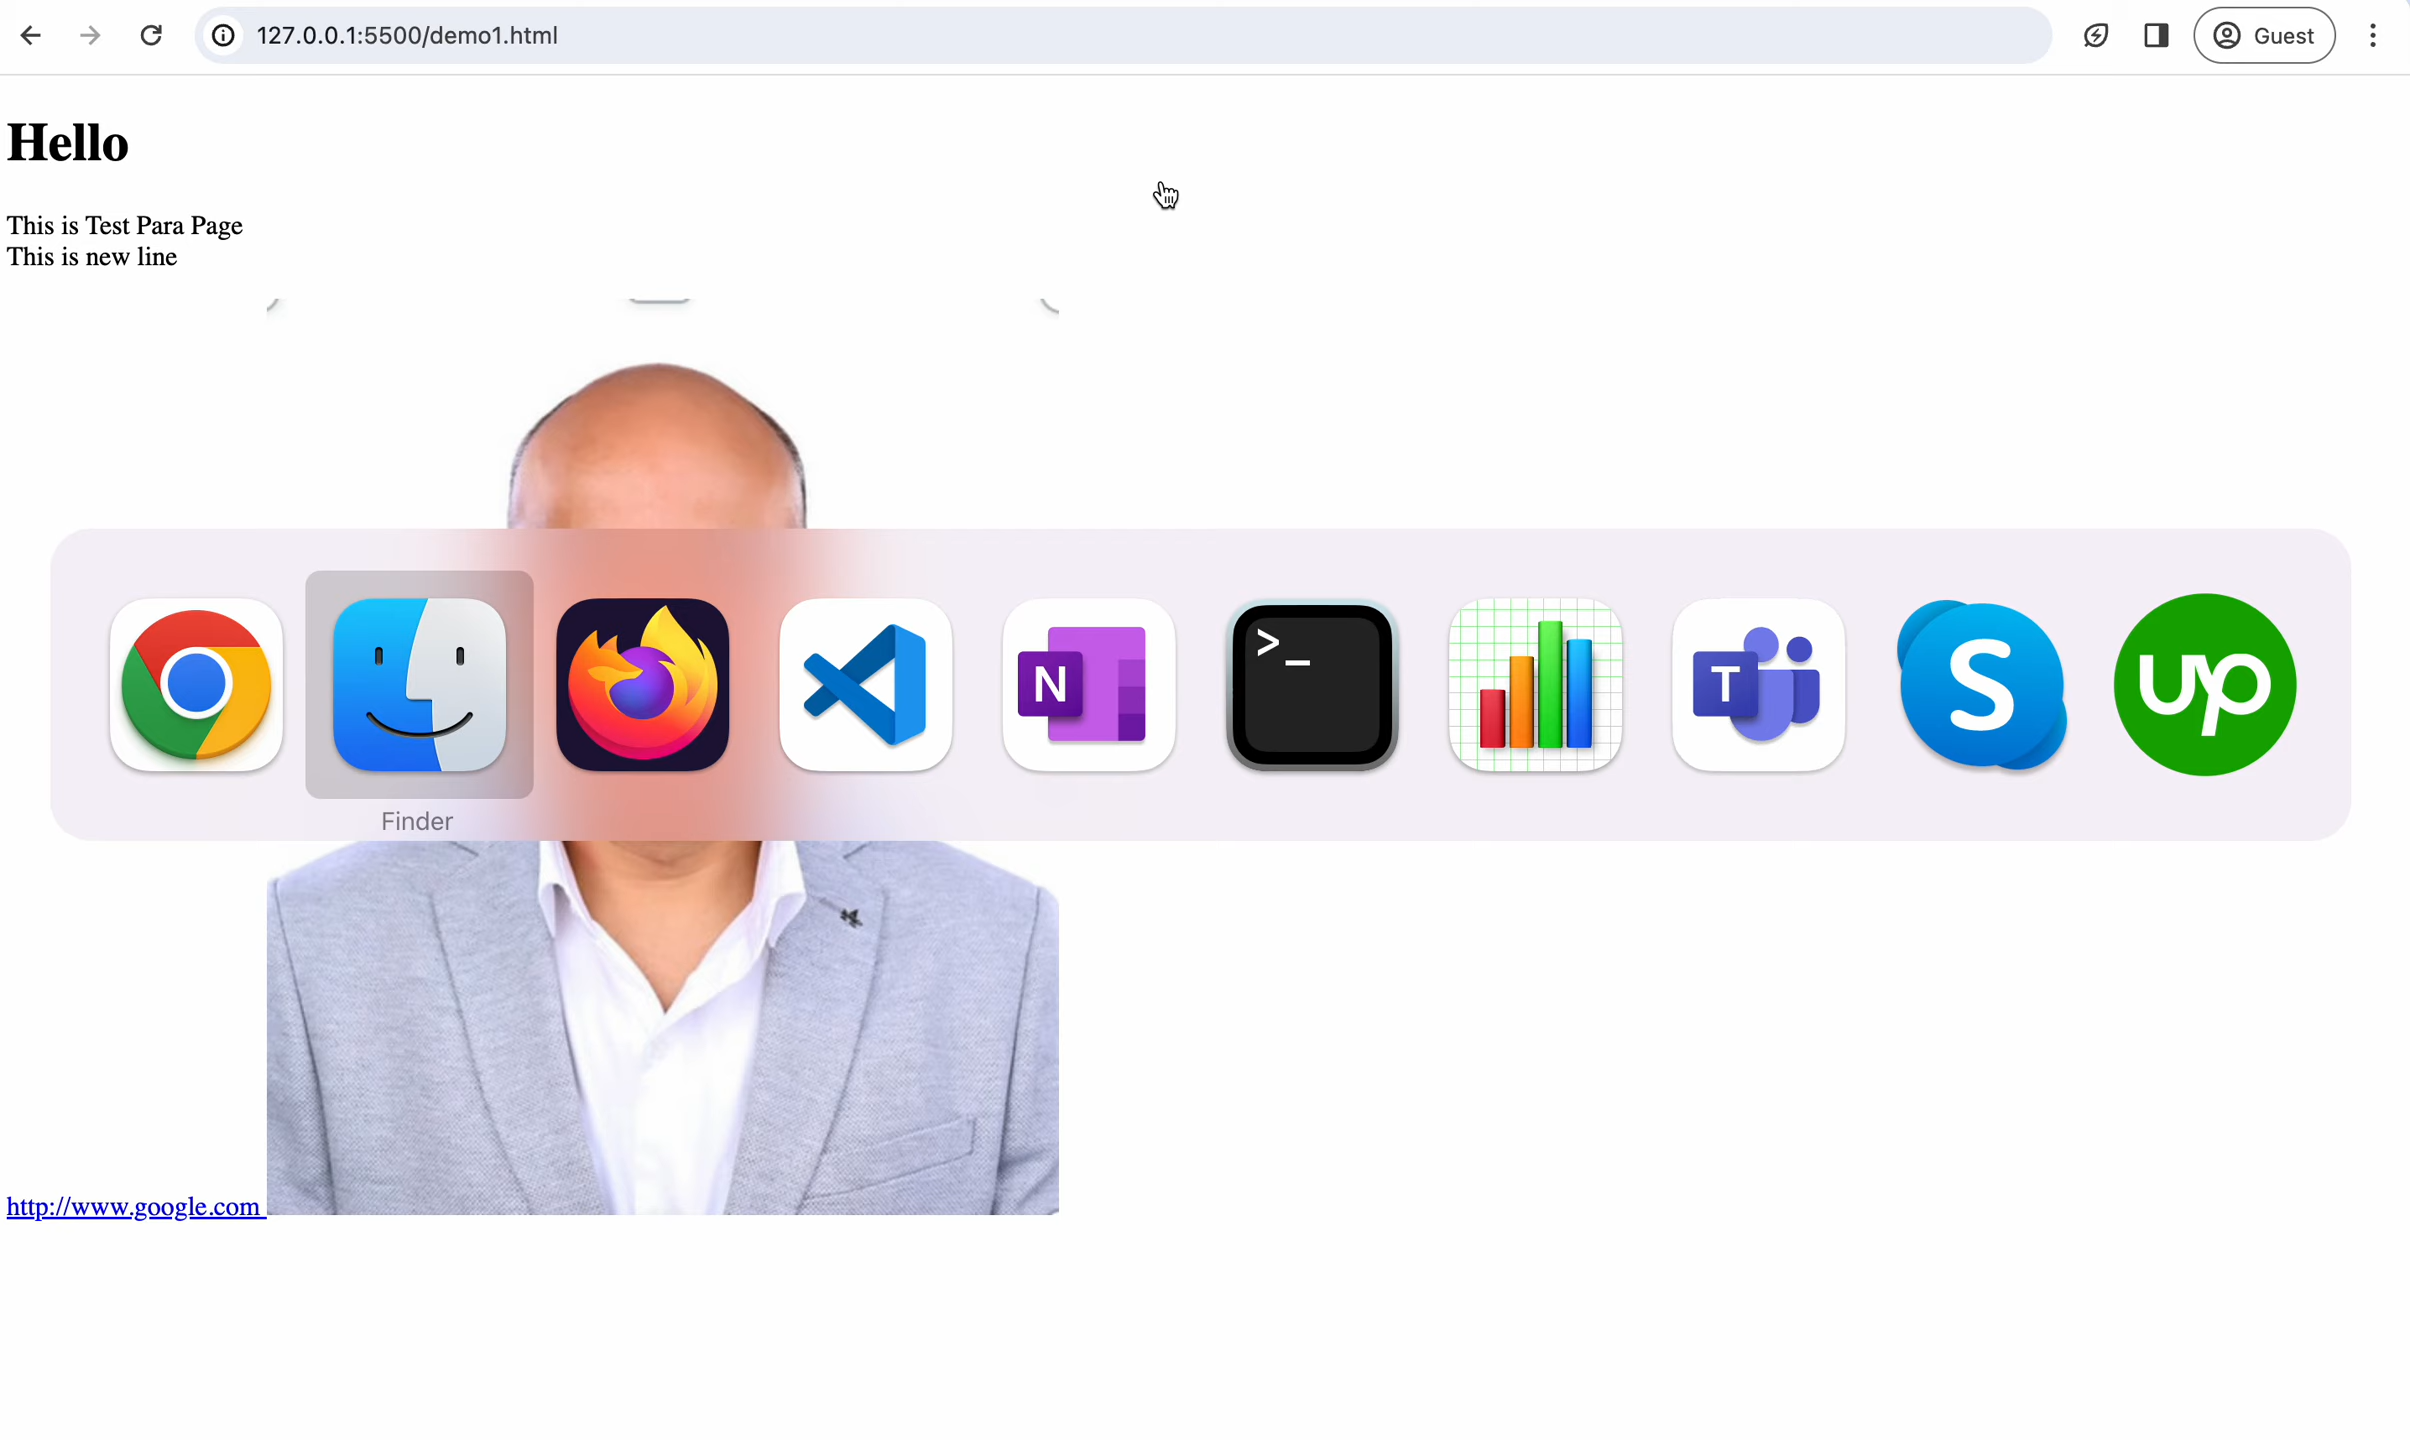 127.0.0.1:5500/demo1.html
Guest
Hello
This is Test Para Page
This is new line
N
>_
T
S
up
Finder
http://www.google.com